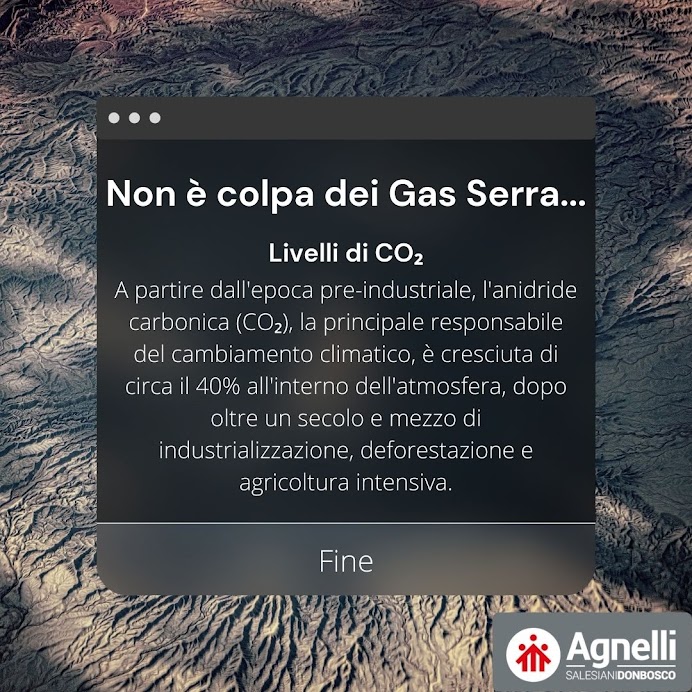 Non è colpa dei Gas Serra...
Livelli di CO₂
A partire dall'epoca pre-industriale, l'anidride
carbonica (CO₂), la principale responsabile
del cambiamento climatico, è cresciuta di
circa il 40% all'interno dell'atmosfera, dopo
oltre un secolo e mezzo di
industrializzazione, deforestazione e
agricoltura intensiva.
Fine
Agnelli
SALESIANIDONBOSCO